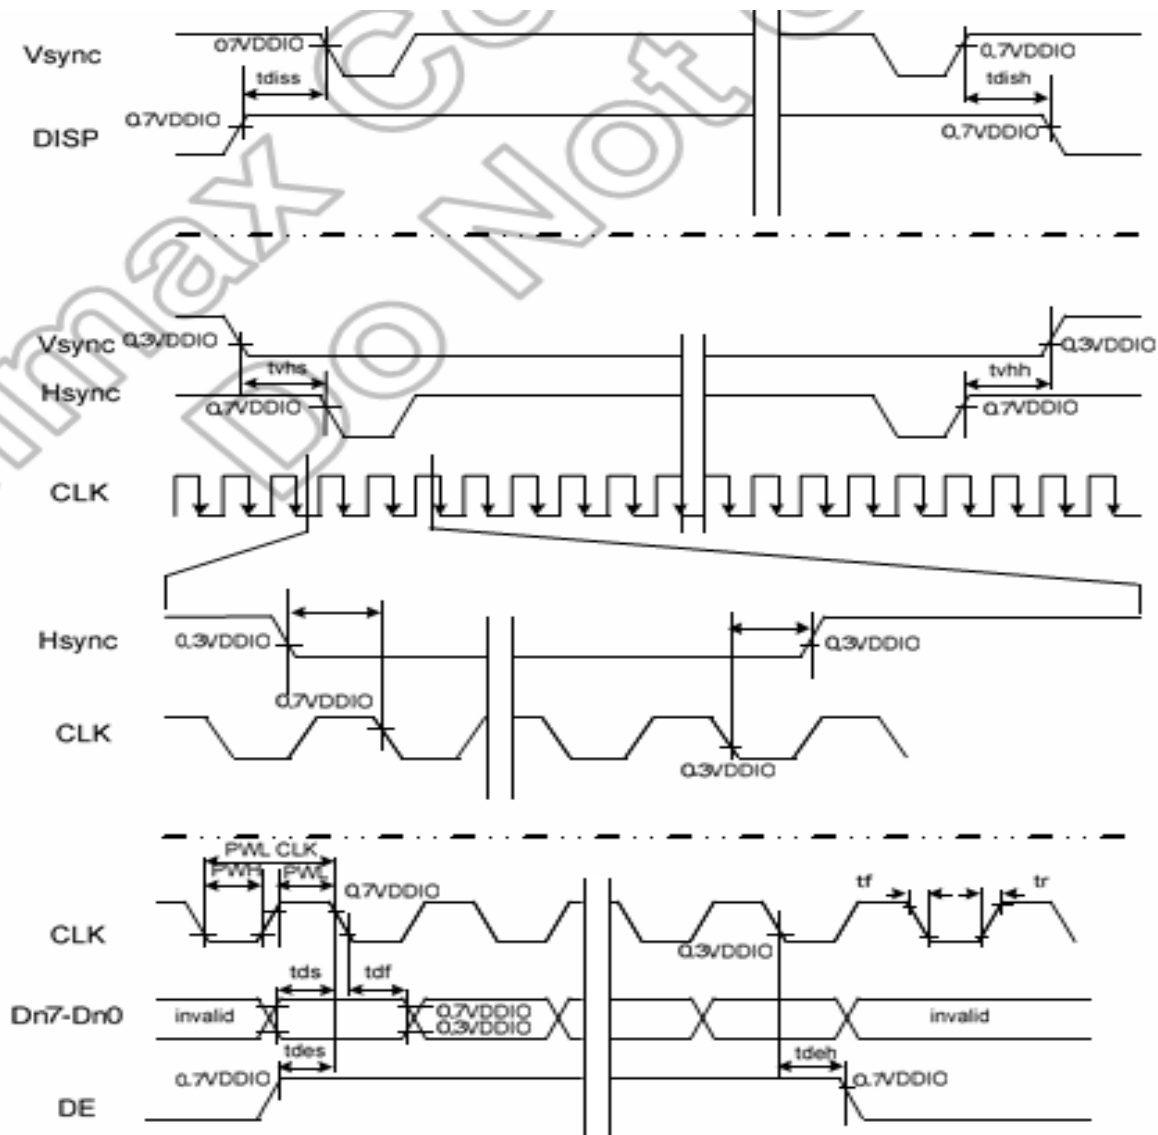 Vsync
0.7VDDIO
0.7VDDIO
tdiss
tdish
0.7VDDIO
0.7VDDIO
DISP
Vsync
0.3VDDIO
0.3VDDIO
tvhs
tvhh
Hsync
0.7VDDIO
0.7VDDIO
CLK
Hsync
0.3VDDIO
0.3VDDIO
0.7VDDIO
CLK
0.3VDDIO
PWL CLK
PWH
PWL
0.7VDDIO
tf
tr
CLK
0.3VDDIO
tds
tdf
Dn7-Dn0
invalid
0.7VDDIO
0.3VDDIO
invalid
tdes
tdeh
0.7VDDIO
0.7VDDIO
DE
Do Not